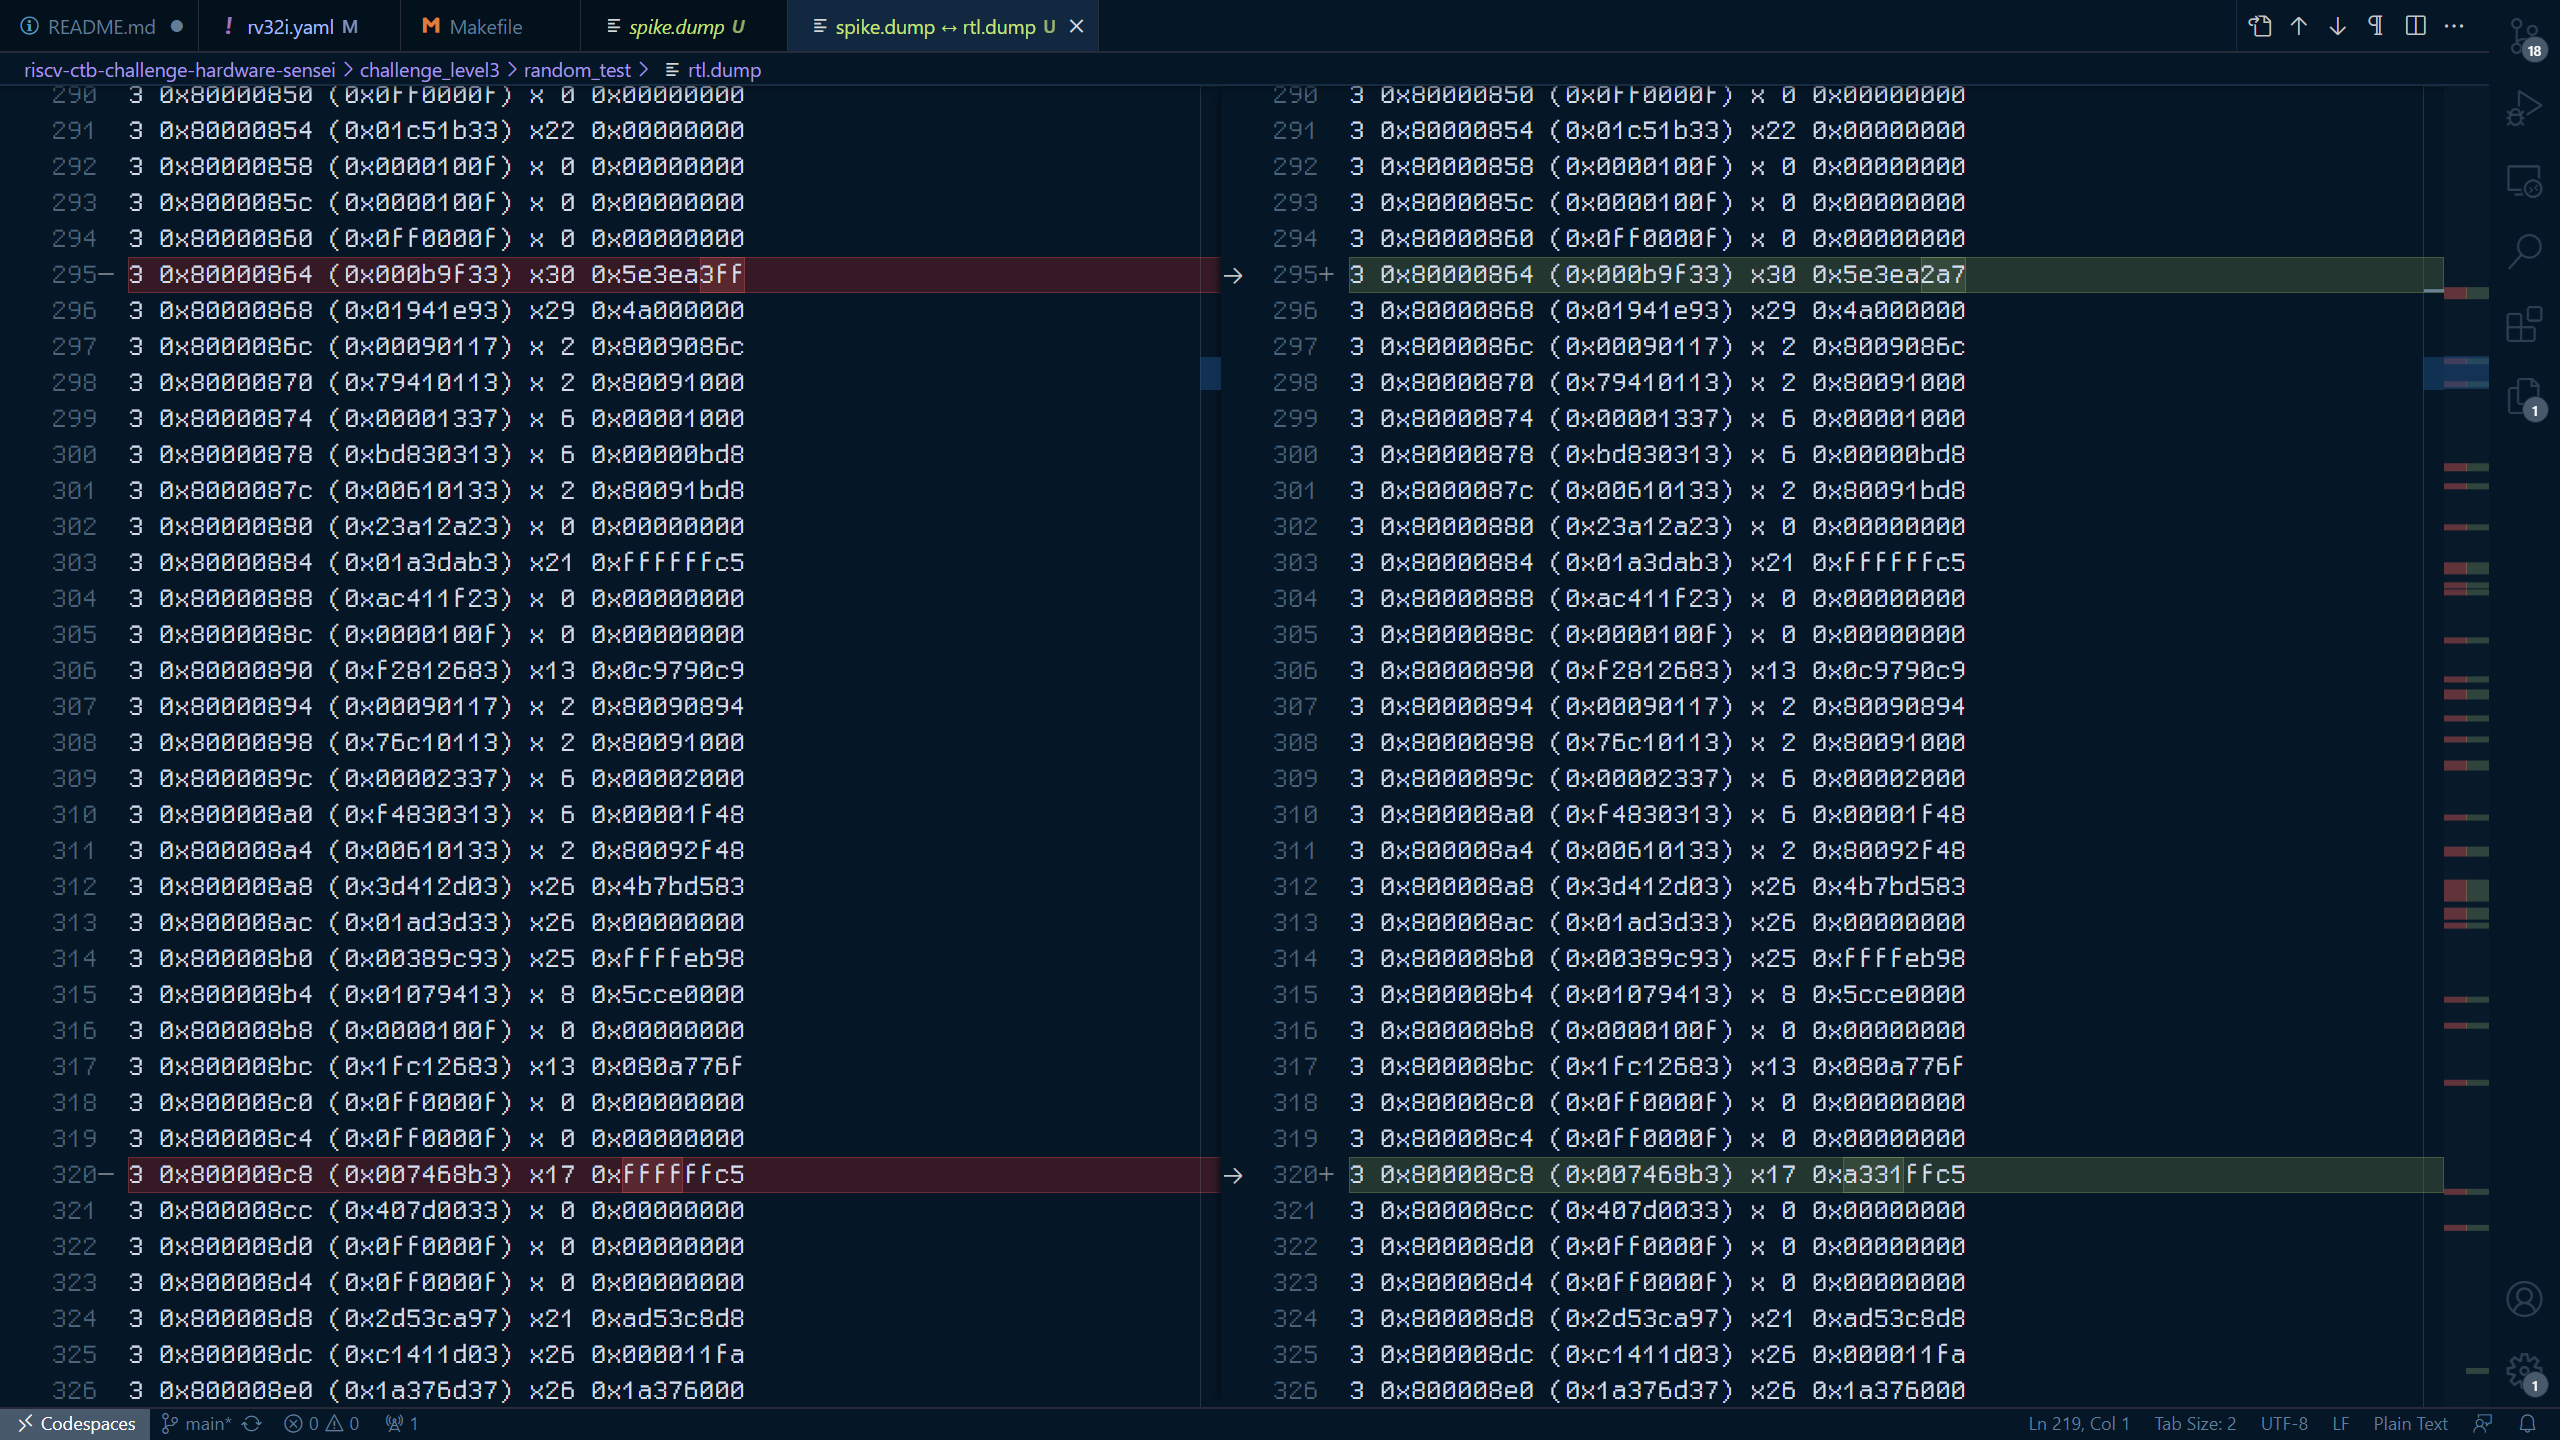 README.md
rv32i.yaml M
Makefile
spike.dump U
spike.dump ↔ rtl.dump U
riscv-ctb-challenge-hardware-sensei > challenge_level3 > random_test > rtl.dump
290 3 0x80000850 (0x0ff0000f) x 0 0x00000000 290 3 0x80000850 (0x0ff0000f) x 0 0x00000000
291 3 0x80000854 (0x01c51b33) x22 0x00000000 291 3 0x80000854 (0x01c51b33) x22 0x00000000
292 3 0x80000858 (0x0000100f) x 0 0x00000000 292 3 0x80000858 (0x0000100f) x 0 0x00000000
293 3 0x8000085c (0x0000100f) x 0 0x00000000 293 3 0x8000085c (0x0000100f) x 0 0x00000000
294 3 0x80000860 (0x0ff0000f) x 0 0x00000000 294 3 0x80000860 (0x0ff0000f) x 0 0x00000000
295− 3 0x80000864 (0x000b9f33) x30 0x5e3ea3ff → 295+ 3 0x80000864 (0x000b9f33) x30 0x5e3ea2a7
296 3 0x80000868 (0x01941e93) x29 0x4a000000 296 3 0x80000868 (0x01941e93) x29 0x4a000000
297 3 0x8000086c (0x00090117) x 2 0x8009086c 297 3 0x8000086c (0x00090117) x 2 0x8009086c
298 3 0x80000870 (0x79410113) x 2 0x80091000 298 3 0x80000870 (0x79410113) x 2 0x80091000
299 3 0x80000874 (0x00001337) x 6 0x00001000 299 3 0x80000874 (0x00001337) x 6 0x00001000
300 3 0x80000878 (0xbd830313) x 6 0x00000bd8 300 3 0x80000878 (0xbd830313) x 6 0x00000bd8
301 3 0x8000087c (0x00610133) x 2 0x80091bd8 301 3 0x8000087c (0x00610133) x 2 0x80091bd8
302 3 0x80000880 (0x23a12a23) x 0 0x00000000 302 3 0x80000880 (0x23a12a23) x 0 0x00000000
303 3 0x80000884 (0x01a3dab3) x21 0xffffffc5 303 3 0x80000884 (0x01a3dab3) x21 0xffffffc5
304 3 0x80000888 (0xac411f23) x 0 0x00000000 304 3 0x80000888 (0xac411f23) x 0 0x00000000
305 3 0x8000088c (0x0000100f) x 0 0x00000000 305 3 0x8000088c (0x0000100f) x 0 0x00000000
306 3 0x80000890 (0xf2812683) x13 0x0c9790c9 306 3 0x80000890 (0xf2812683) x13 0x0c9790c9
307 3 0x80000894 (0x00090117) x 2 0x80090894 307 3 0x80000894 (0x00090117) x 2 0x80090894
308 3 0x80000898 (0x76c10113) x 2 0x80091000 308 3 0x80000898 (0x76c10113) x 2 0x80091000
309 3 0x8000089c (0x00002337) x 6 0x00002000 309 3 0x8000089c (0x00002337) x 6 0x00002000
310 3 0x800008a0 (0xf4830313) x 6 0x00001f48 310 3 0x800008a0 (0xf4830313) x 6 0x00001f48
311 3 0x800008a4 (0x00610133) x 2 0x80092f48 311 3 0x800008a4 (0x00610133) x 2 0x80092f48
312 3 0x800008a8 (0x3d412d03) x26 0x4b7bd583 312 3 0x800008a8 (0x3d412d03) x26 0x4b7bd583
313 3 0x800008ac (0x01ad3d33) x26 0x00000000 313 3 0x800008ac (0x01ad3d33) x26 0x00000000
314 3 0x800008b0 (0x00389c93) x25 0xffffeb98 314 3 0x800008b0 (0x00389c93) x25 0xffffeb98
315 3 0x800008b4 (0x01079413) x 8 0x5cce0000 315 3 0x800008b4 (0x01079413) x 8 0x5cce0000
316 3 0x800008b8 (0x0000100f) x 0 0x00000000 316 3 0x800008b8 (0x0000100f) x 0 0x00000000
317 3 0x800008bc (0x1fc12683) x13 0x080a776f 317 3 0x800008bc (0x1fc12683) x13 0x080a776f
318 3 0x800008c0 (0x0ff0000f) x 0 0x00000000 318 3 0x800008c0 (0x0ff0000f) x 0 0x00000000
319 3 0x800008c4 (0x0ff0000f) x 0 0x00000000 319 3 0x800008c4 (0x0ff0000f) x 0 0x00000000
320− 3 0x800008c8 (0x007468b3) x17 0xffffffc5 → 320+ 3 0x800008c8 (0x007468b3) x17 0xa331ffc5
321 3 0x800008cc (0x407d0033) x 0 0x00000000 321 3 0x800008cc (0x407d0033) x 0 0x00000000
322 3 0x800008d0 (0x0ff0000f) x 0 0x00000000 322 3 0x800008d0 (0x0ff0000f) x 0 0x00000000
323 3 0x800008d4 (0x0ff0000f) x 0 0x00000000 323 3 0x800008d4 (0x0ff0000f) x 0 0x00000000
324 3 0x800008d8 (0x2d53ca97) x21 0xad53c8d8 324 3 0x800008d8 (0x2d53ca97) x21 0xad53c8d8
325 3 0x800008dc (0xc1411d03) x26 0x000011fa 325 3 0x800008dc (0xc1411d03) x26 0x000011fa
326 3 0x800008e0 (0x1a376d37) x26 0x1a376000 326 3 0x800008e0 (0x1a376d37) x26 0x1a376000
18
1
1
Codespaces main* 0 0 1 Ln 219, Col 1 Tab Size: 2 UTF-8 LF Plain Text